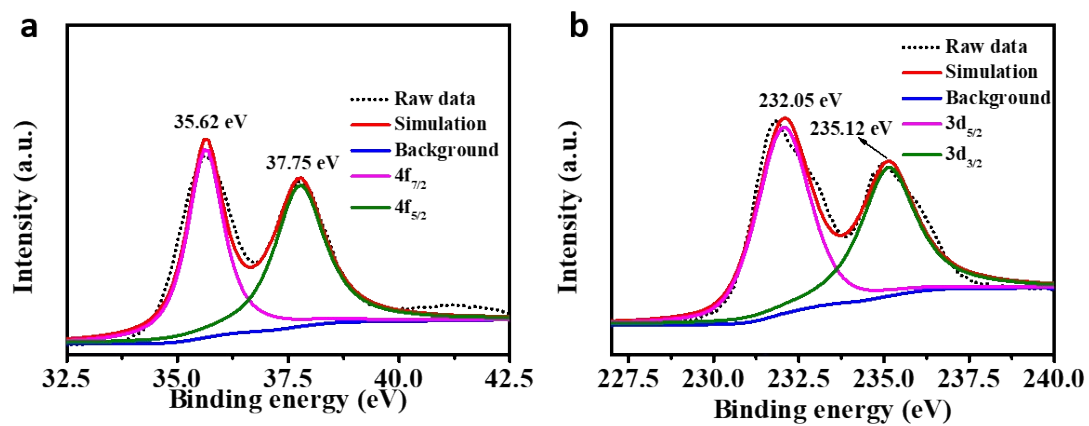 a
Intensity (a.u.)
35.62 eV
37.75 eV
Raw data
Simulation
Background
4f7/2
4f5/2
32.5 35.0 37.5 40.0 42.5
Binding energy (eV)
b
Intensity (a.u.)
232.05 eV
235.12 eV
Raw data
Simulation
Background
3d5/2
3d3/2
227.5 230.0 232.5 235.0 237.5 240.0
Binding energy (eV)